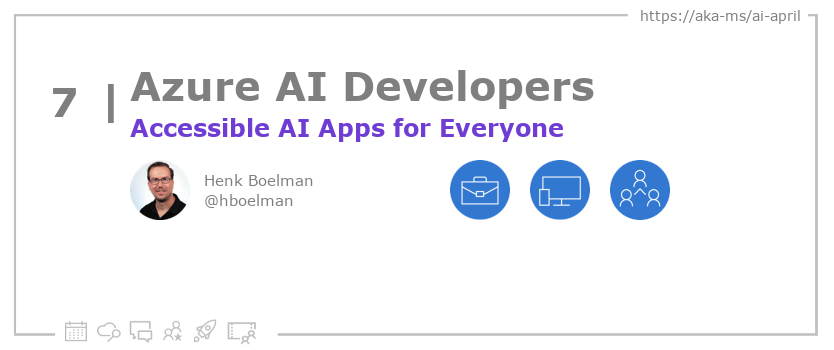 https://aka-ms/ai-april
7 | Azure AI Developers
Accessible AI Apps for Everyone
Henk Boelman
@hboelman